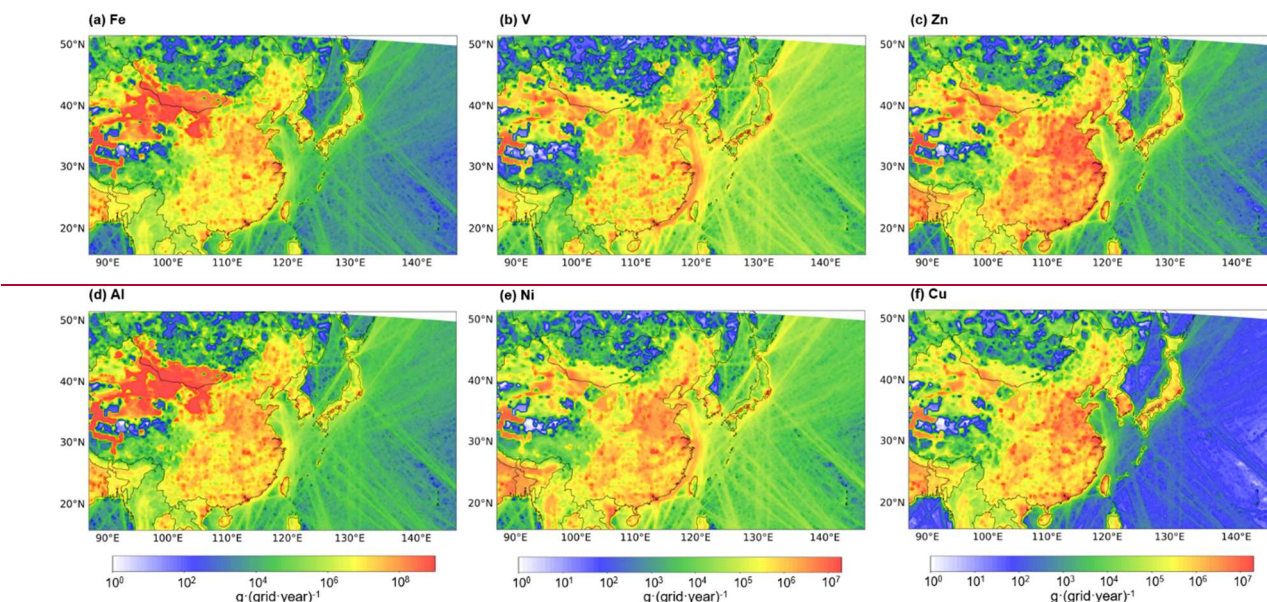 (a) Fe (b) V (c) Zn
50°N 50°N 50°N
40°N 40°N 40°N
30°N 30°N 30°N
20°N 20°N 20°N
90°E 100°E 110°E 120°E 130°E 140°E 90°E 100°E 110°E 120°E 130°E 140°E 90°E 100°E 110°E 120°E 130°E 140°E
(d) Al (e) Ni (f) Cu
50°N 50°N 50°N
40°N 40°N 40°N
30°N 30°N 30°N
20°N 20°N 20°N
90°E 100°E 110°E 120°E 130°E 140°E 90°E 100°E 110°E 120°E 130°E 140°E 90°E 100°E 110°E 120°E 130°E 140°E
10⁰ 10² 10⁴ 10⁶ 10⁸ 10⁰ 10¹ 10² 10³ 10⁴ 10⁵ 10⁶ 10⁷ 10⁰ 10¹ 10² 10³ 10⁴ 10⁵ 10⁶ 10⁷
g·(grid·year)⁻¹ g·(grid·year)⁻¹ g·(grid·year)⁻¹